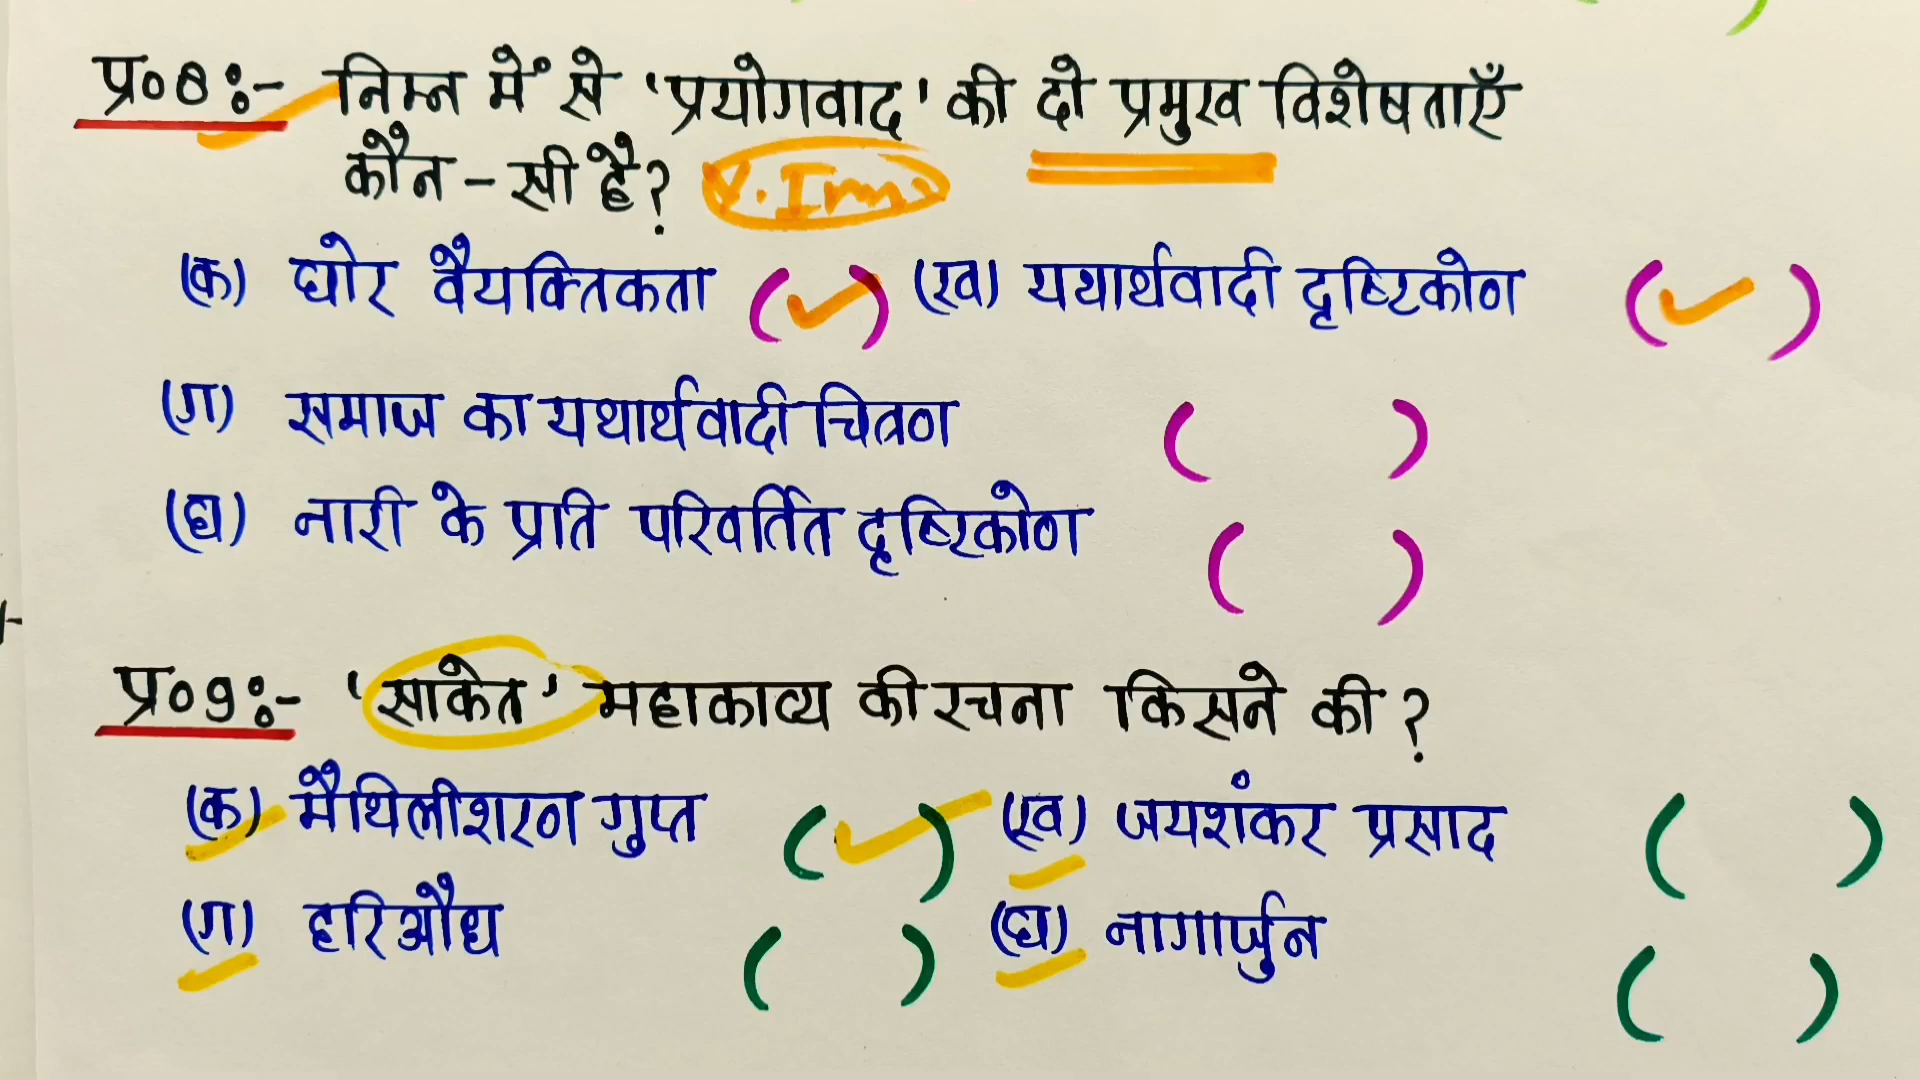 प्र०8:- निम्न में से 'प्रयोगवाद' की दो प्रमुख विशेषताएँ
कौन-सी है? V.Imp
(क) घोर वैयक्तिकता (✓) (ख) यथार्थवादी दृष्टिकोण (✓)
(ग) समाज का यथार्थवादी चित्रण ( )
(घ) नारी के प्रति परिवर्तित दृष्टिकोण ( )
प्र०9:- 'साकेत' महाकाव्य की रचना किसने की?
(क) मैथिलीशरण गुप्त (✓) (ख) जयशंकर प्रसाद ( )
(ग) हरिऔध ( ) (घ) नागार्जुन ( )